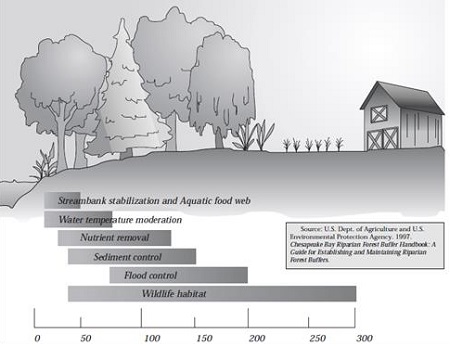 Streambank stabilization and Aquatic food web
Water temperature moderation
Nutrient removal
Sediment control
Flood control
Wildlife habitat
Source: U.S. Dept. of Agriculture and U.S.
Environmental Protection Agency. 1997.
Chesapeake Bay Riparian Forest Buffer Handbook: A
Guide for Establishing and Maintaining Riparian
Forest Buffers.
0 50 100 150 200 250 300